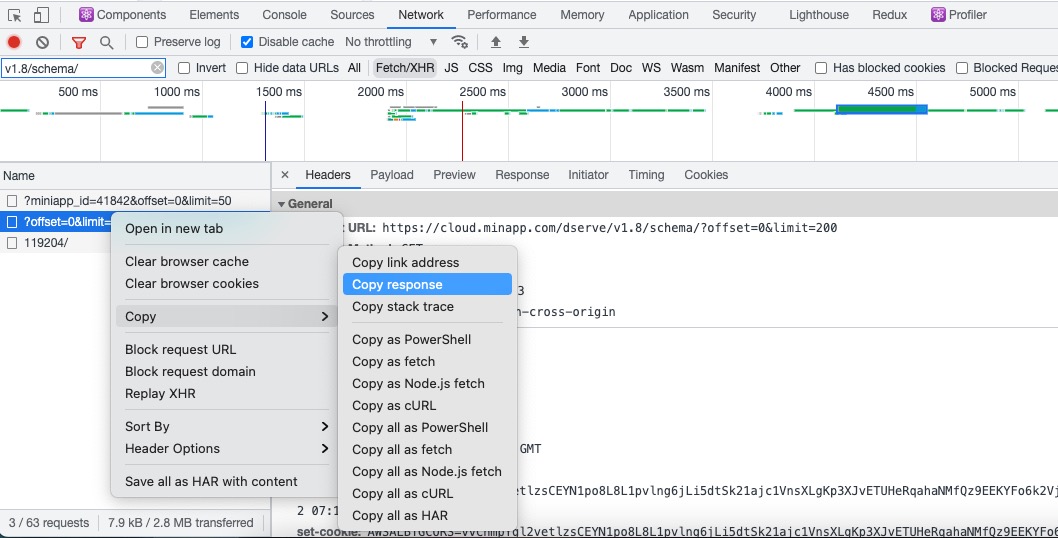 Components Elements Console Sources Network Performance Memory Application Security Lighthouse Redux Profiler
Preserve log Disable cache No throttling
v1.8/schema/ Invert Hide data URLs All Fetch/XHR JS CSS Img Media Font Doc WS Wasm Manifest Other Has blocked cookies Blocked Reques
500 ms 1000 ms 1500 ms 2000 ms 2500 ms 3000 ms 3500 ms 4000 ms 4500 ms 5000 ms
Name
× Headers Payload Preview Response Initiator Timing Cookies
?miniapp_id=41842&offset=0&limit=50
?offset=0&limit=
119204/
General
URL: https://cloud.minapp.com/dserve/v1.8/schema/?offset=0&limit=200
3
n-cross-origin
GMT
2 07:1
set-cookie:
Open in new tab
Clear browser cache
Clear browser cookies
Copy
Block request URL
Block request domain
Replay XHR
Sort By
Header Options
Save all as HAR with content
Copy link address
Copy response
Copy stack trace
Copy as PowerShell
Copy as fetch
Copy as Node.js fetch
Copy as cURL
Copy all as PowerShell
Copy all as fetch
Copy all as Node.js fetch
Copy all as cURL
Copy all as HAR
3 / 63 requests 7.9 kB / 2.8 MB transferred